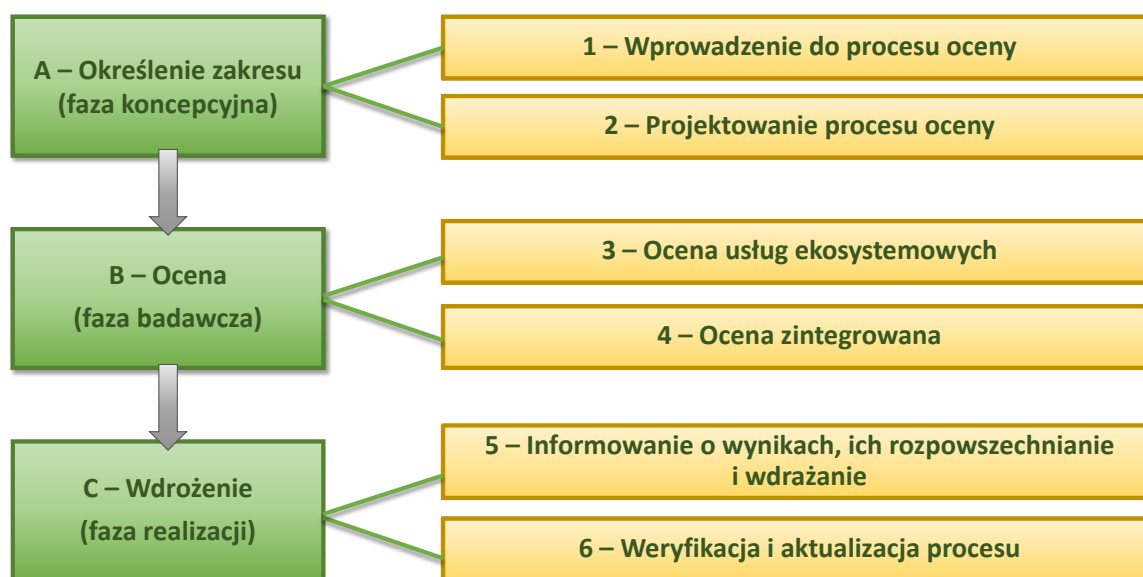 A – Określenie zakresu
(faza koncepcyjna)
1 – Wprowadzenie do procesu oceny
2 – Projektowanie procesu oceny
B – Ocena
(faza badawcza)
3 – Ocena usług ekosystemowych
4 – Ocena zintegrowana
C – Wdrożenie
(faza realizacji)
5 – Informowanie o wynikach, ich rozpowszechnianie
i wdrażanie
6 – Weryfikacja i aktualizacja procesu